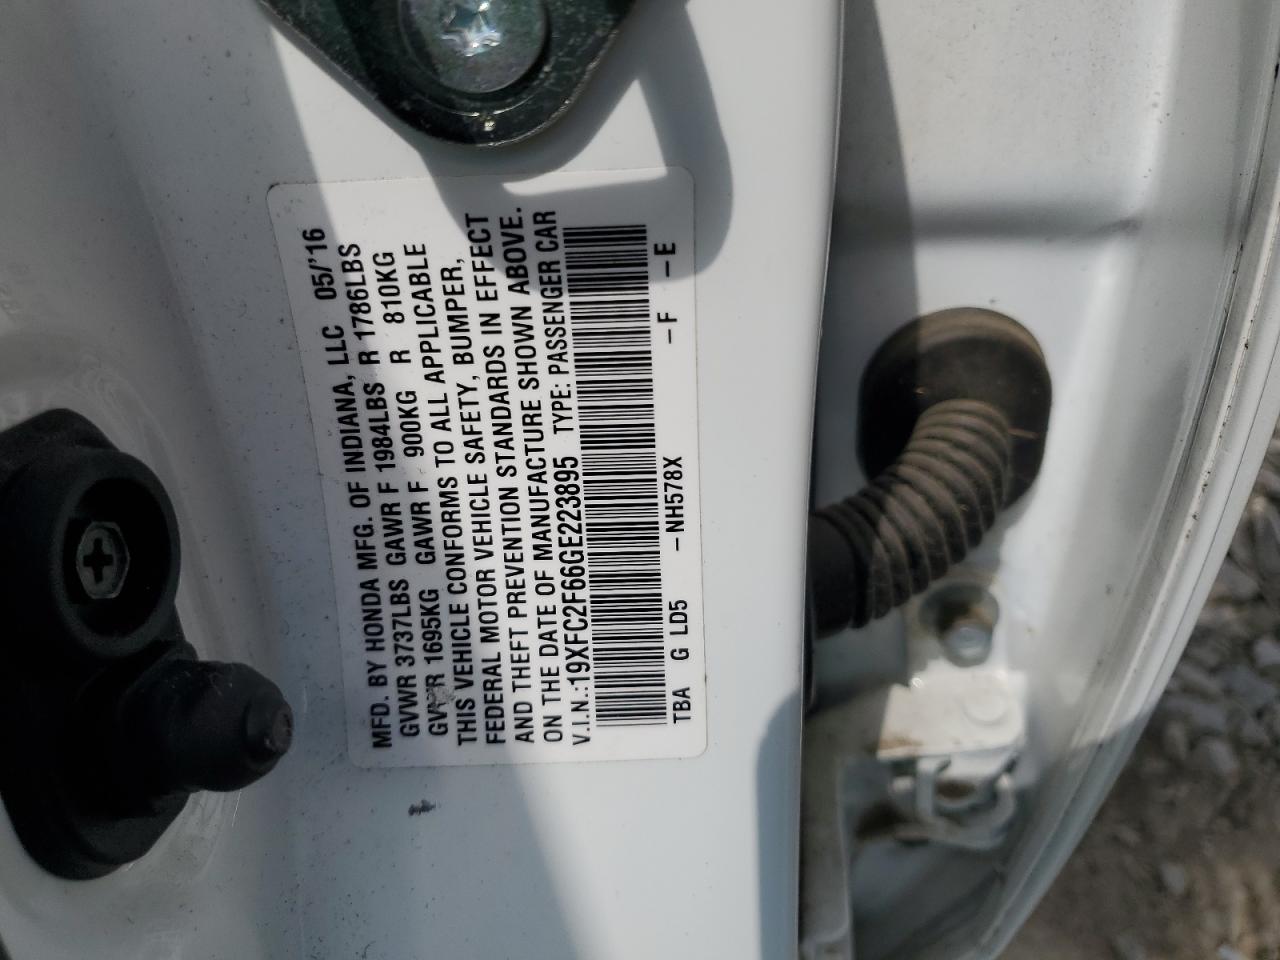 MFD. BY HONDA MFG. OF INDIANA, LLC 05/'16
GVWR 3737LBS GAWR F 1984LBS R 1786LBS
GVWR 1695KG GAWR F 900KG R 810KG
THIS VEHICLE CONFORMS TO ALL APPLICABLE
FEDERAL MOTOR VEHICLE SAFETY, BUMPER,
AND THEFT PREVENTION STANDARDS IN EFFECT
ON THE DATE OF MANUFACTURE SHOWN ABOVE.
V.I.N.:19XFC2F66GE223895 TYPE: PASSENGER CAR
TBA G LD5 –NH578X –F –E